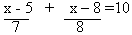 x - 5 + x – 8 = 10
7 8